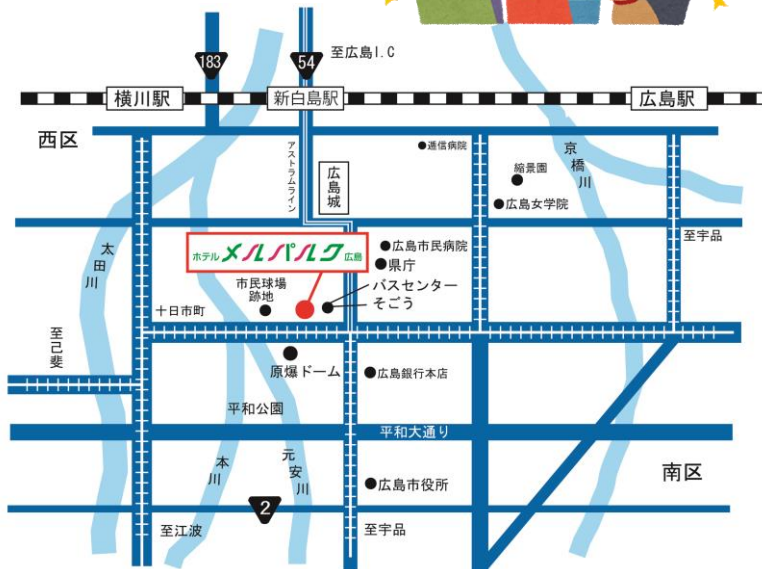 183
54
至広島I.C
横川駅
新白島駅
広島駅
西区
アストラムライン
広島城
逓信病院
京橋川
縮景園
広島女学院
太田川
ホテル メルパルク 広島
広島市民病院
県庁
至宇品
市民球場
跡地
バスセンター
そごう
十日市町
至己斐
原爆ドーム
広島銀行本店
平和公園
平和大通り
本川
元安川
広島市役所
南区
2
至江波
至宇品